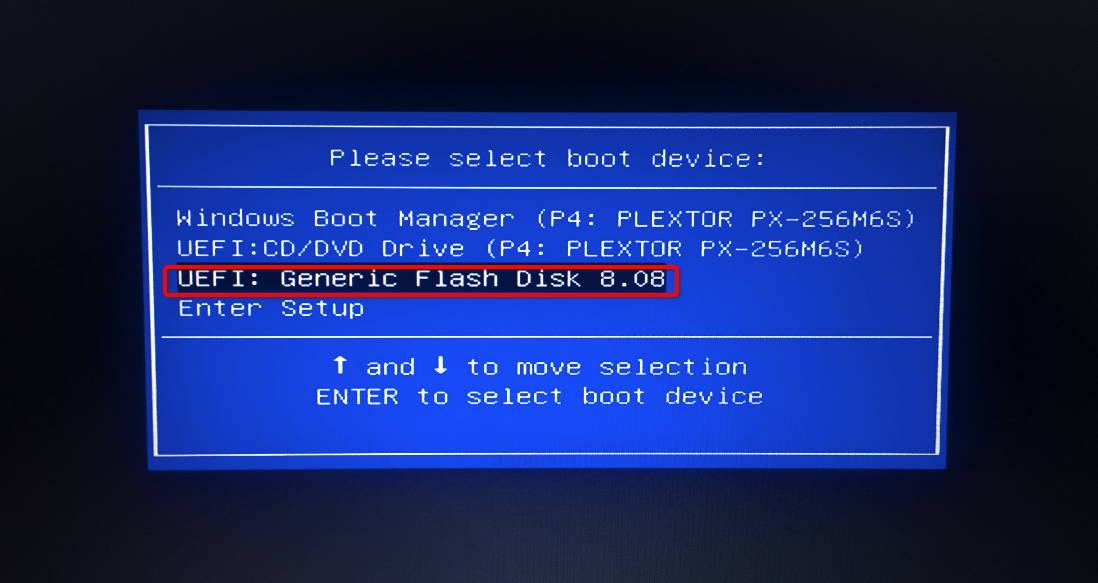 Please select boot device:
Windows Boot Manager (P4: PLEXTOR PX-256M6S)
UEFI:CD/DVD Drive (P4: PLEXTOR PX-256M6S)
UEFI: Generic Flash Disk 8.08
Enter Setup
↑ and ↓ to move selection
ENTER to select boot device